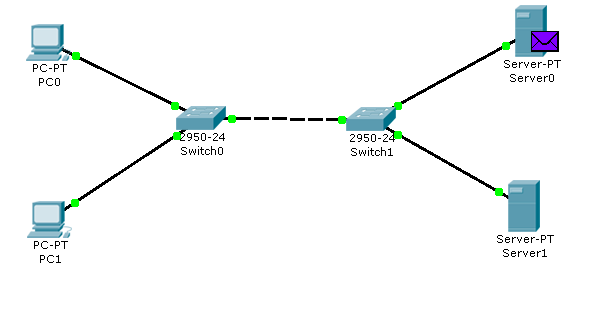 PC-PT
PC0
2950-24
Switch0
2950-24
Switch1
Server-PT
Server0
PC-PT
PC1
Server-PT
Server1